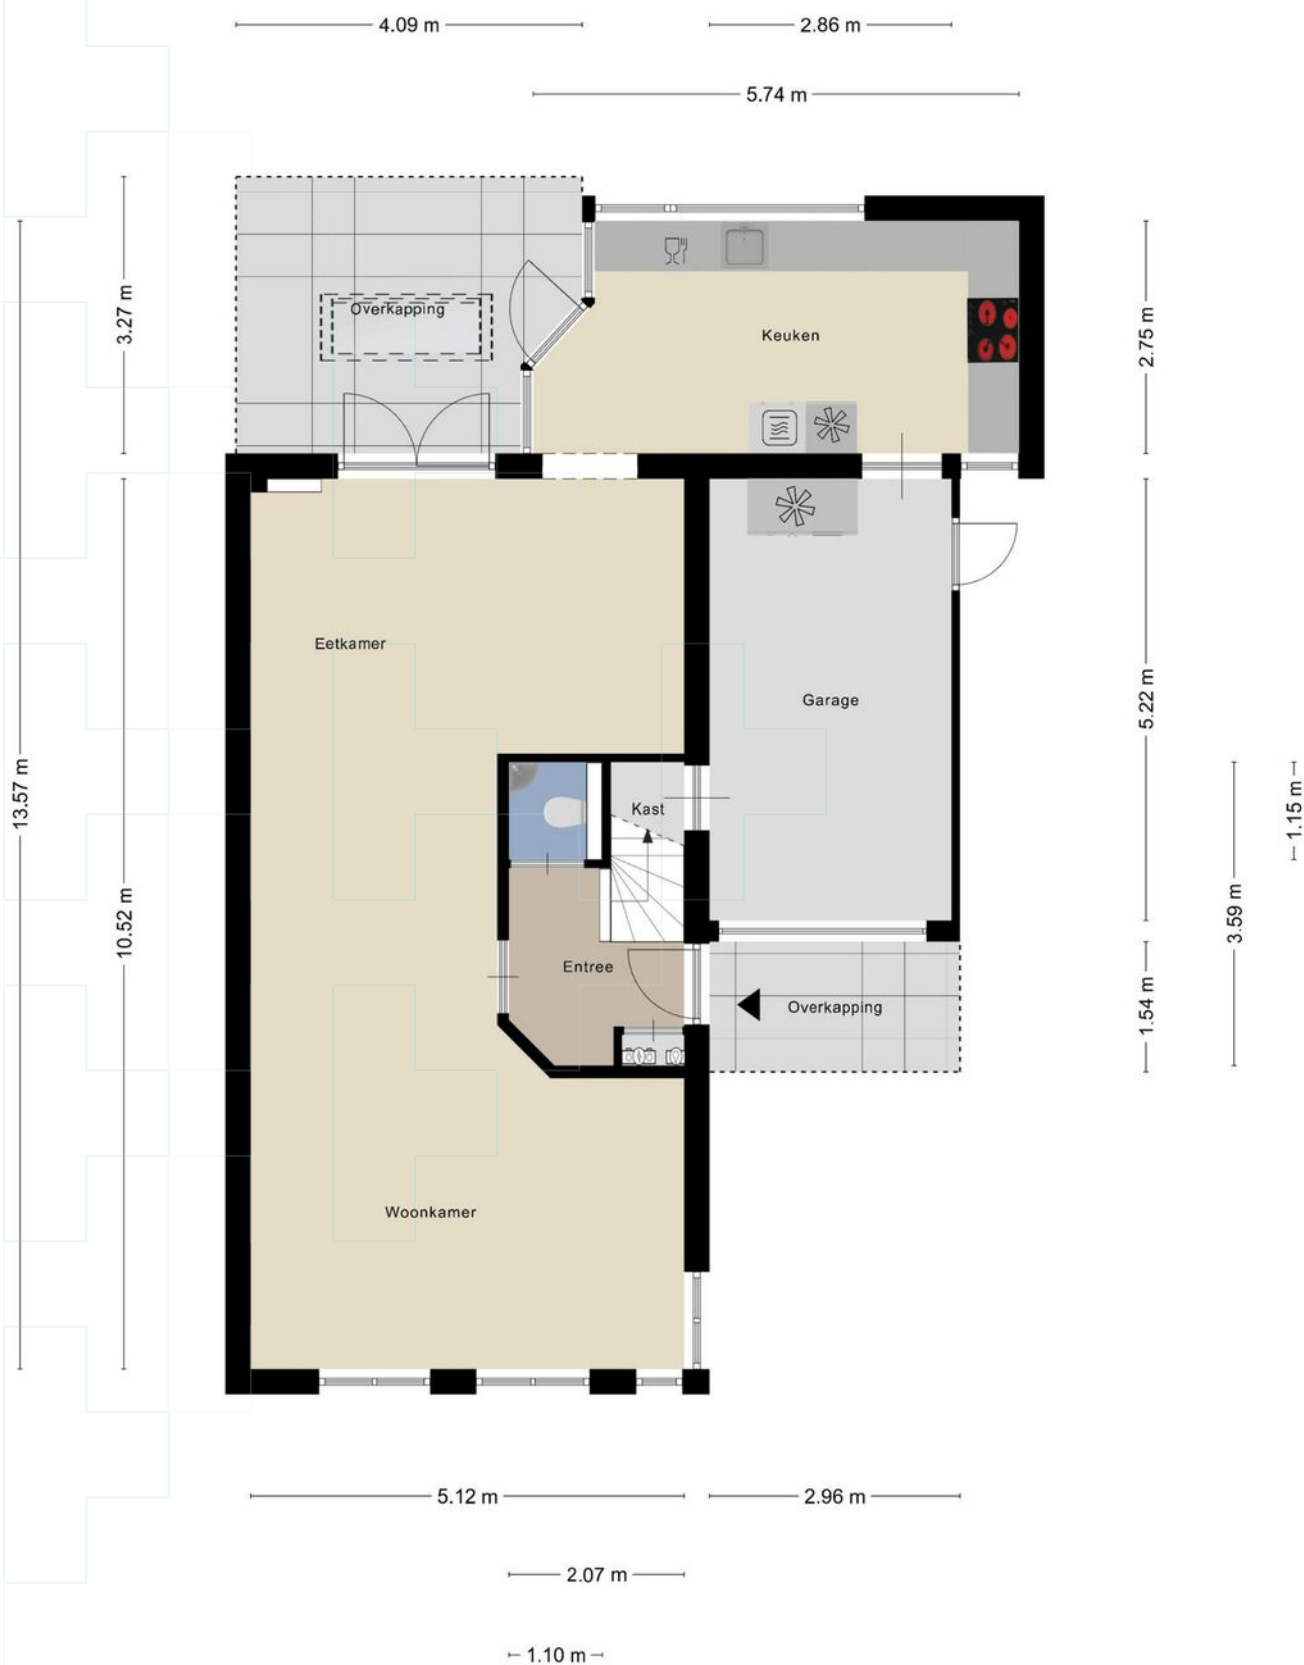 4.09 m
2.86 m
5.74 m
3.27 m
Overkapping
Keuken
2.75 m
Eetkamer
Garage
5.22 m
13.57 m
1.15 m
Kast
10.52 m
3.59 m
Entree
Overkapping
1.54 m
Woonkamer
5.12 m
2.96 m
2.07 m
1.10 m